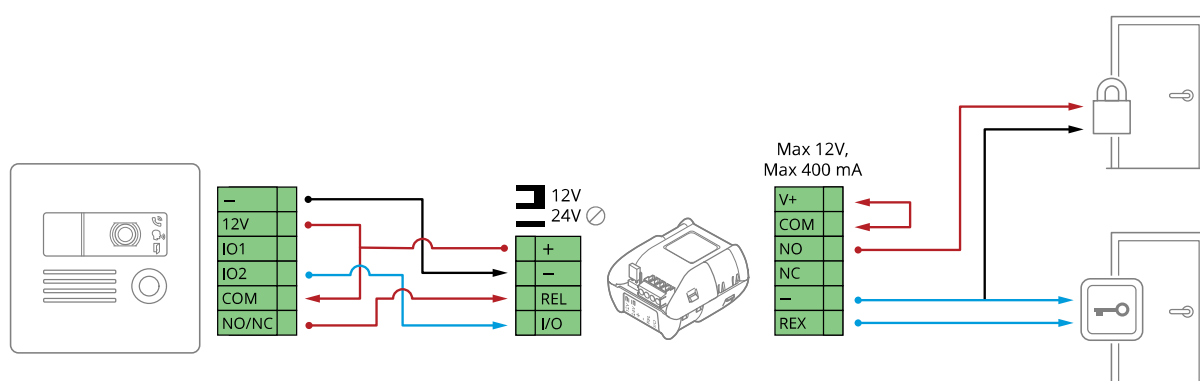 –
12V
IO1
IO2
COM
NO/NC
12V
24V
+
–
REL
I/O
Max 12V,
Max 400 mA
V+
COM
NO
NC
–
REX